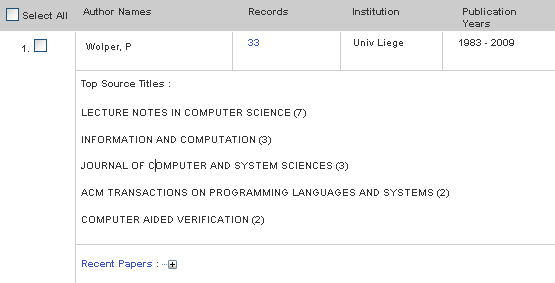 Select All Author Names Records Institution Publication Years
1. Wolper, P 33 Univ Liege 1983 - 2009
Top Source Titles :
LECTURE NOTES IN COMPUTER SCIENCE (7)
INFORMATION AND COMPUTATION (3)
JOURNAL OF COMPUTER AND SYSTEM SCIENCES (3)
ACM TRANSACTIONS ON PROGRAMMING LANGUAGES AND SYSTEMS (2)
COMPUTER AIDED VERIFICATION (2)
Recent Papers :